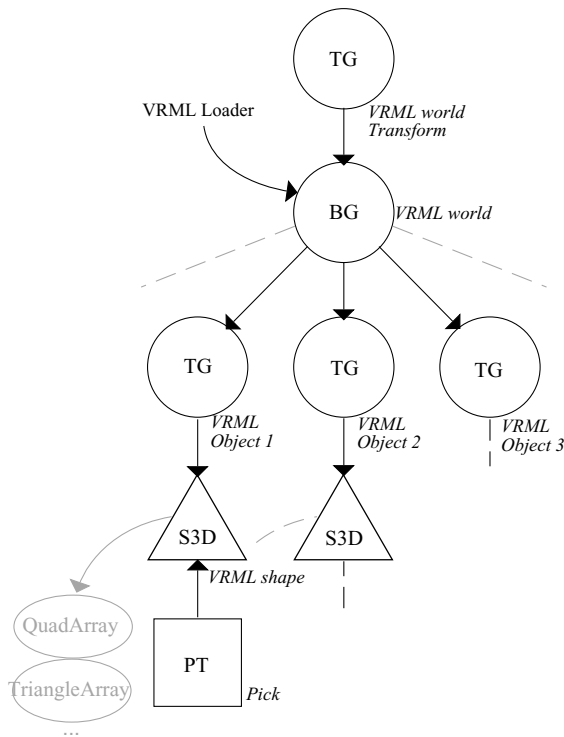 TG
VRML Loader
VRML world
Transform
BG
VRML world
TG
TG
TG
VRML
Object 1
VRML
Object 2
VRML
Object 3
S3D
S3D
VRML shape
QuadArray
PT
TriangleArray
Pick
...